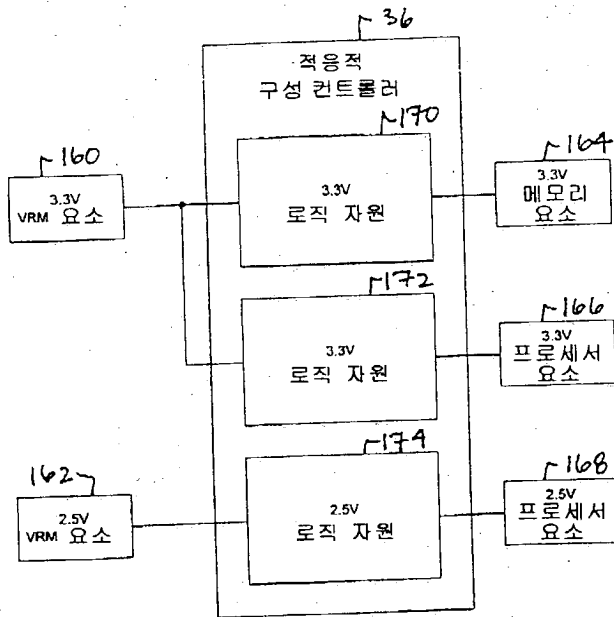 36
적응적
구성 컨트롤러
170
3.3V
로직 자원
160
3.3V
VRM 요소
164
3.3V
메모리
요소
172
3.3V
로직 자원
166
3.3V
프로세서
요소
174
2.5V
로직 자원
162
2.5V
VRM 요소
168
2.5V
프로세서
요소